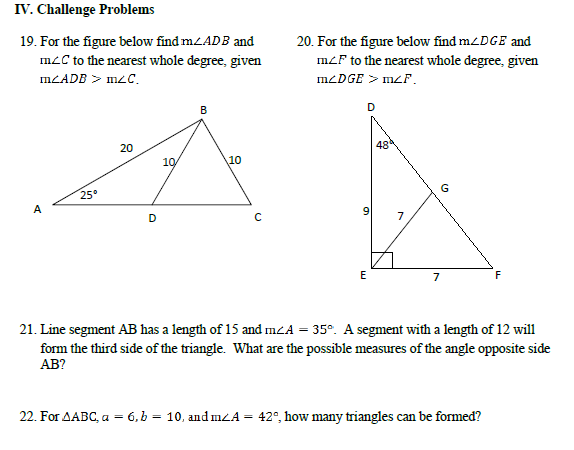 IV. Challenge Problems
19. For the figure below find m∠ADB and
m∠C to the nearest whole degree, given
m∠ADB > m∠C.
20. For the figure below find m∠DGE and
m∠F to the nearest whole degree, given
m∠DGE > m∠F.
B
20
10
10
25°
A
D
C
D
48°
G
9
7
E
7
F
21. Line segment AB has a length of 15 and m∠A = 35°. A segment with a length of 12 will
form the third side of the triangle. What are the possible measures of the angle opposite side
AB?
22. For ΔABC, a = 6, b = 10, and m∠A = 42°, how many triangles can be formed?